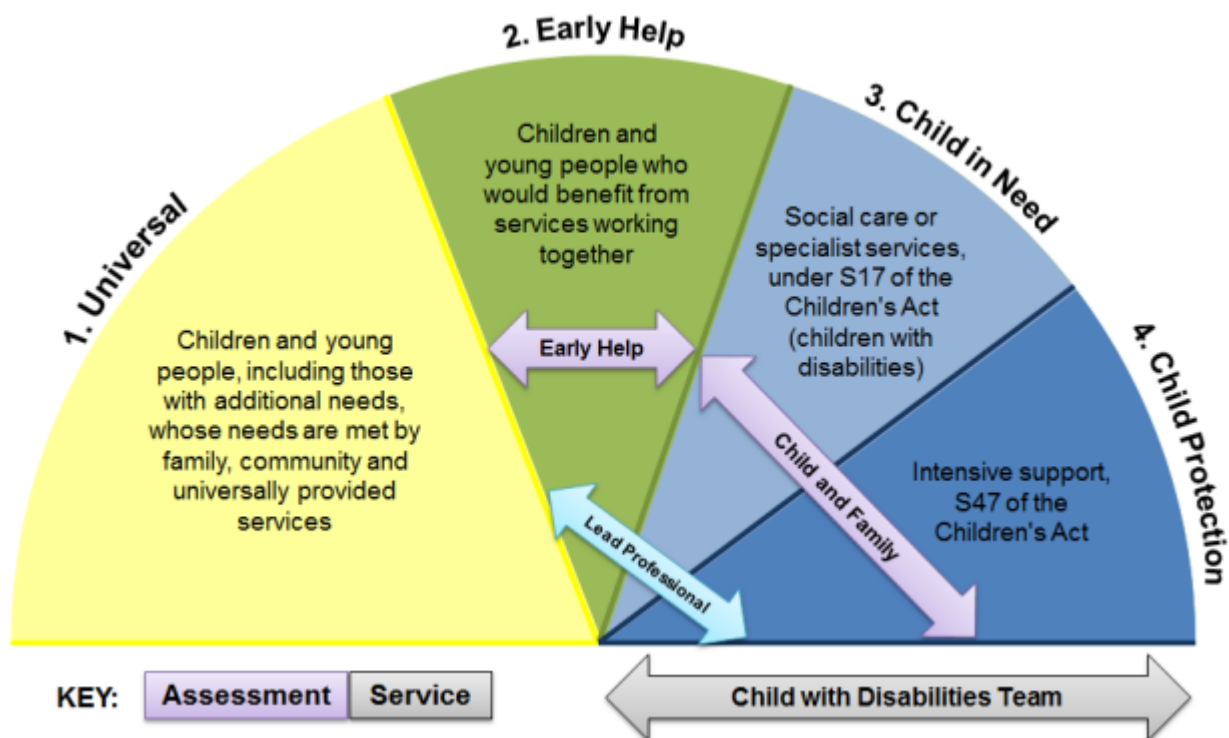 1. Universal
2. Early Help
3. Child in Need
4. Child Protection
Children and young
people, including those
with additional needs,
whose needs are met by
family, community and
universally provided
services
Children and
young people who
would benefit from
services working
together
Early Help
Social care or
specialist services,
under S17 of the
Children's Act
(children with
disabilities)
Child and Family
Lead Professional
Intensive support,
S47 of the
Children's Act
KEY:
Assessment
Service
Child with Disabilities Team